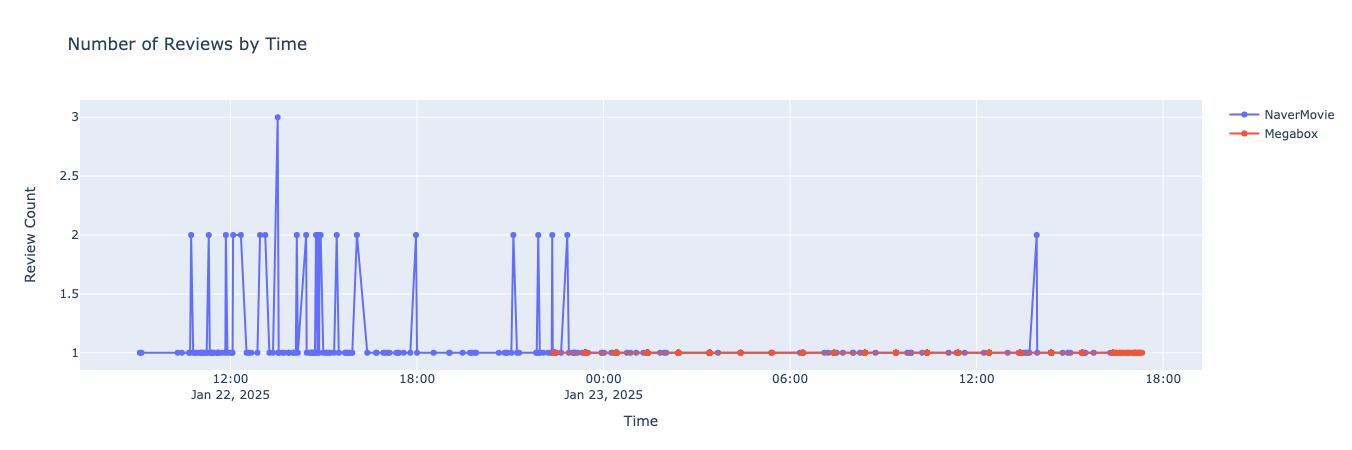 Number of Reviews by Time
NaverMovie
Megabox
Review Count
3
2.5
2
1.5
1
12:00
Jan 22, 2025
18:00
00:00
Jan 23, 2025
06:00
12:00
18:00
Time